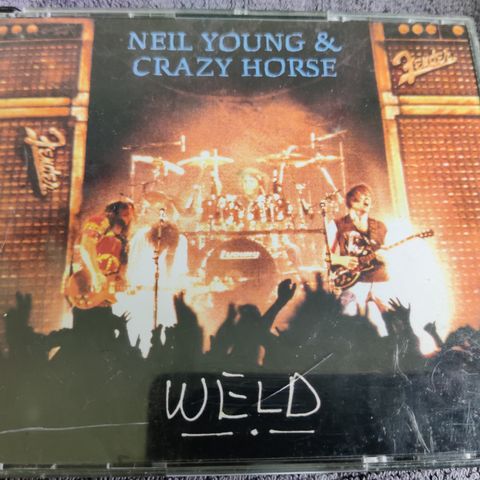 NEIL YOUNG &
CRAZY HORSE
Fender
Fender
WELD